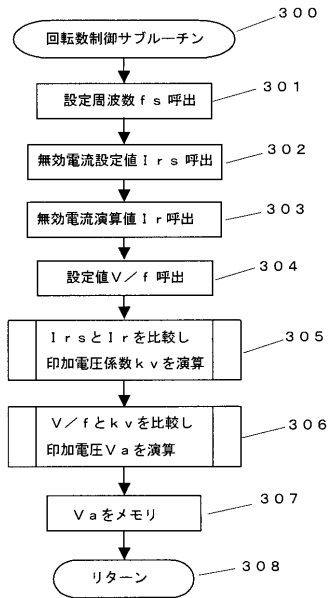 300
回転数制御サブルーチン
301
設定周波数fs呼出
302
無効電流設定値Irs呼出
303
無効電流演算値Ir呼出
304
設定値V/f呼出
305
IrsとIrを比較し
印加電圧係数kvを演算
306
V/fとkvを比較し
印加電圧Vaを演算
307
Vaをメモリ
308
リターン